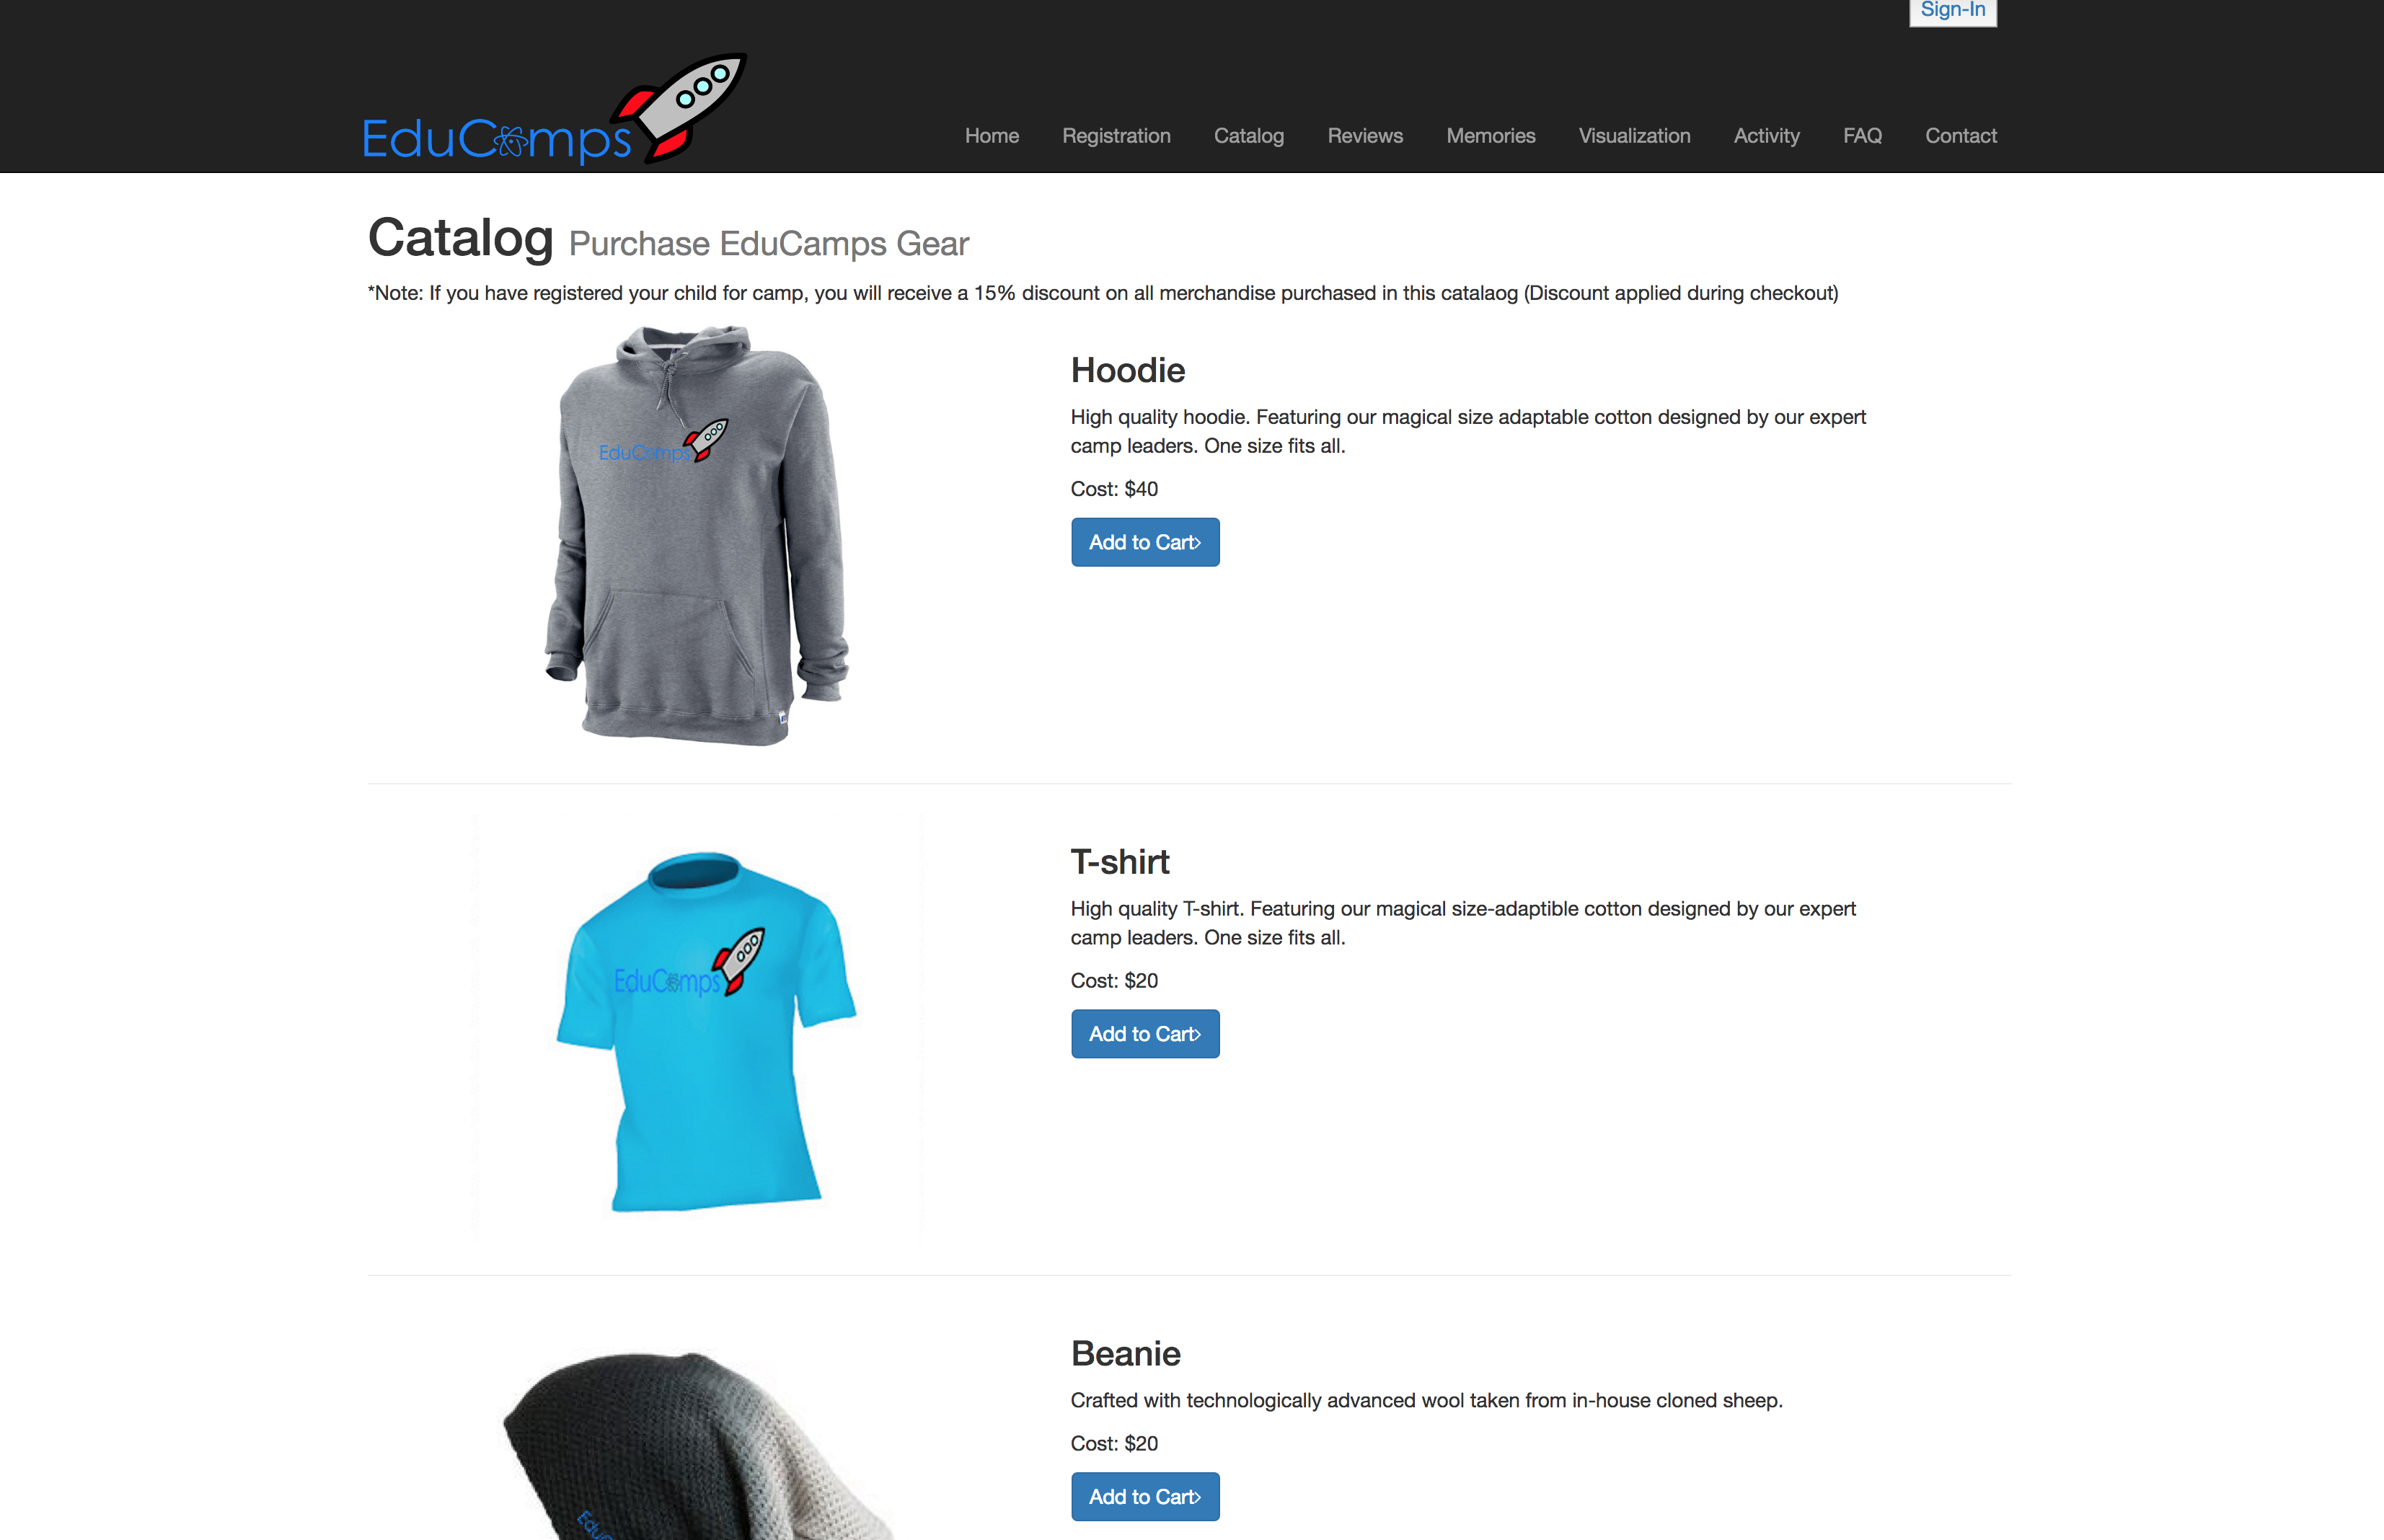 Sign-In
EduCamps
Home Registration Catalog Reviews Memories Visualization Activity FAQ Contact
Catalog Purchase EduCamps Gear
*Note: If you have registered your child for camp, you will receive a 15% discount on all merchandise purchased in this catalaog (Discount applied during checkout)
EduCamps
Hoodie
High quality hoodie. Featuring our magical size adaptable cotton designed by our expert
camp leaders. One size fits all.
Cost: $40
Add to Cart›
EduCamps
T-shirt
High quality T-shirt. Featuring our magical size-adaptible cotton designed by our expert
camp leaders. One size fits all.
Cost: $20
Add to Cart›
Beanie
Crafted with technologically advanced wool taken from in-house cloned sheep.
Cost: $20
Add to Cart›